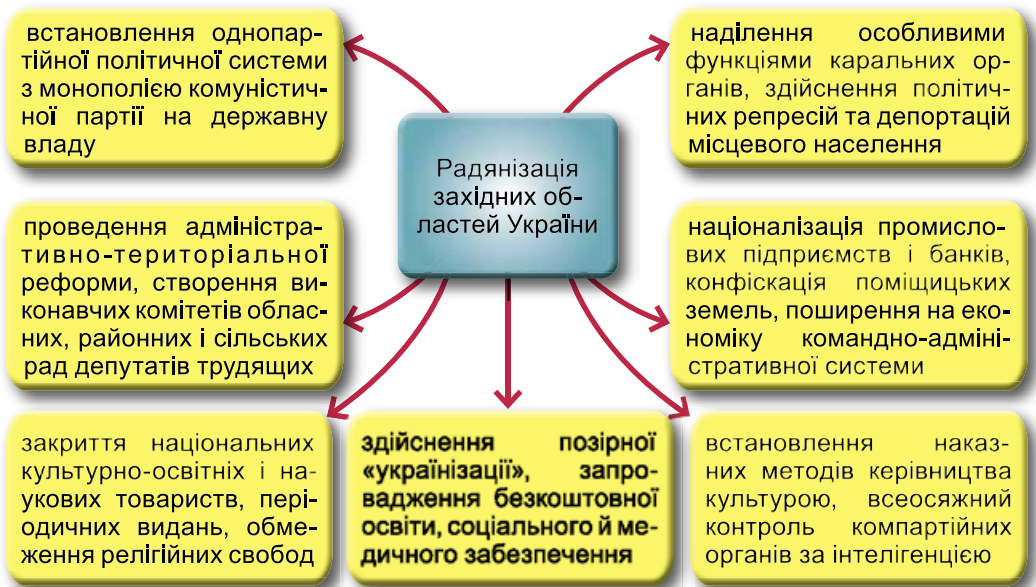 встановлення однопар-
тійної політичної системи
з монополією комуністич-
ної партії на державну
владу
наділення особливими
функціями каральних ор-
ганів, здійснення політич-
них репресій та депортацій
місцевого населення
Радянізація
західних об-
ластей України
проведення адміністра-
тивно-територіальної
реформи, створення ви-
конавчих комітетів облас-
них, районних і сільських
рад депутатів трудящих
націоналізація промисло-
вих підприємств і банків,
конфіскація поміщицьких
земель, поширення на еко-
номіку командно-адміні-
стративної системи
закриття національних
культурно-освітніх і на-
укових товариств, пері-
одичних видань, обме-
ження релігійних свобод
здійснення позірної
«українізації», запро-
вадження безкоштовної
освіти, соціального й ме-
дичного забезпечення
встановлення наказ-
них методів керівництва
культурою, всеосяжний
контроль компартійних
органів за інтелігенцією